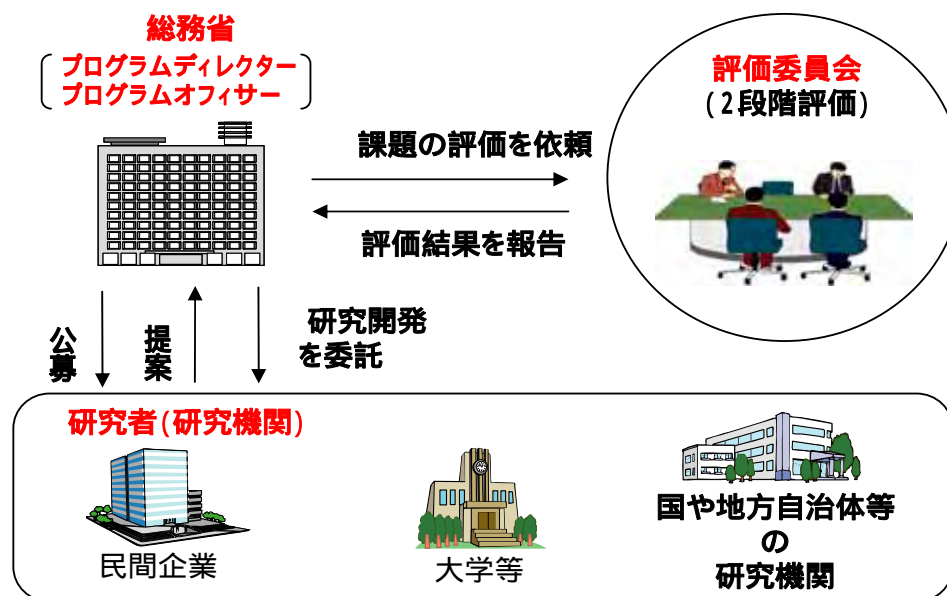 総務省
プログラムディレクター
プログラムオフィサー
評価委員会
(2段階評価)
課題の評価を依頼
評価結果を報告
公募
提案
研究開発
を委託
研究者(研究機関)
民間企業
大学等
国や地方自治体等
の
研究機関